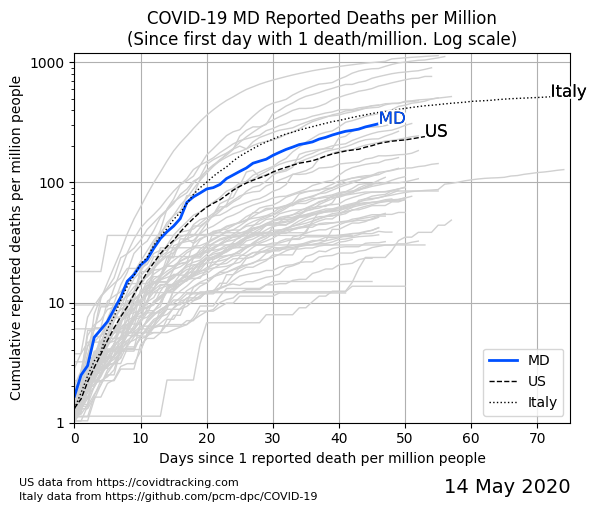 COVID-19 MD Reported Deaths per Million
(Since first day with 1 death/million. Log scale)
Cumulative reported deaths per million people
1000
100
10
1
Italy
MD
US
MD
US
Italy
0 10 20 30 40 50 60 70
Days since 1 reported death per million people
US data from https://covidtracking.com
Italy data from https://github.com/pcm-dpc/COVID-19
14 May 2020